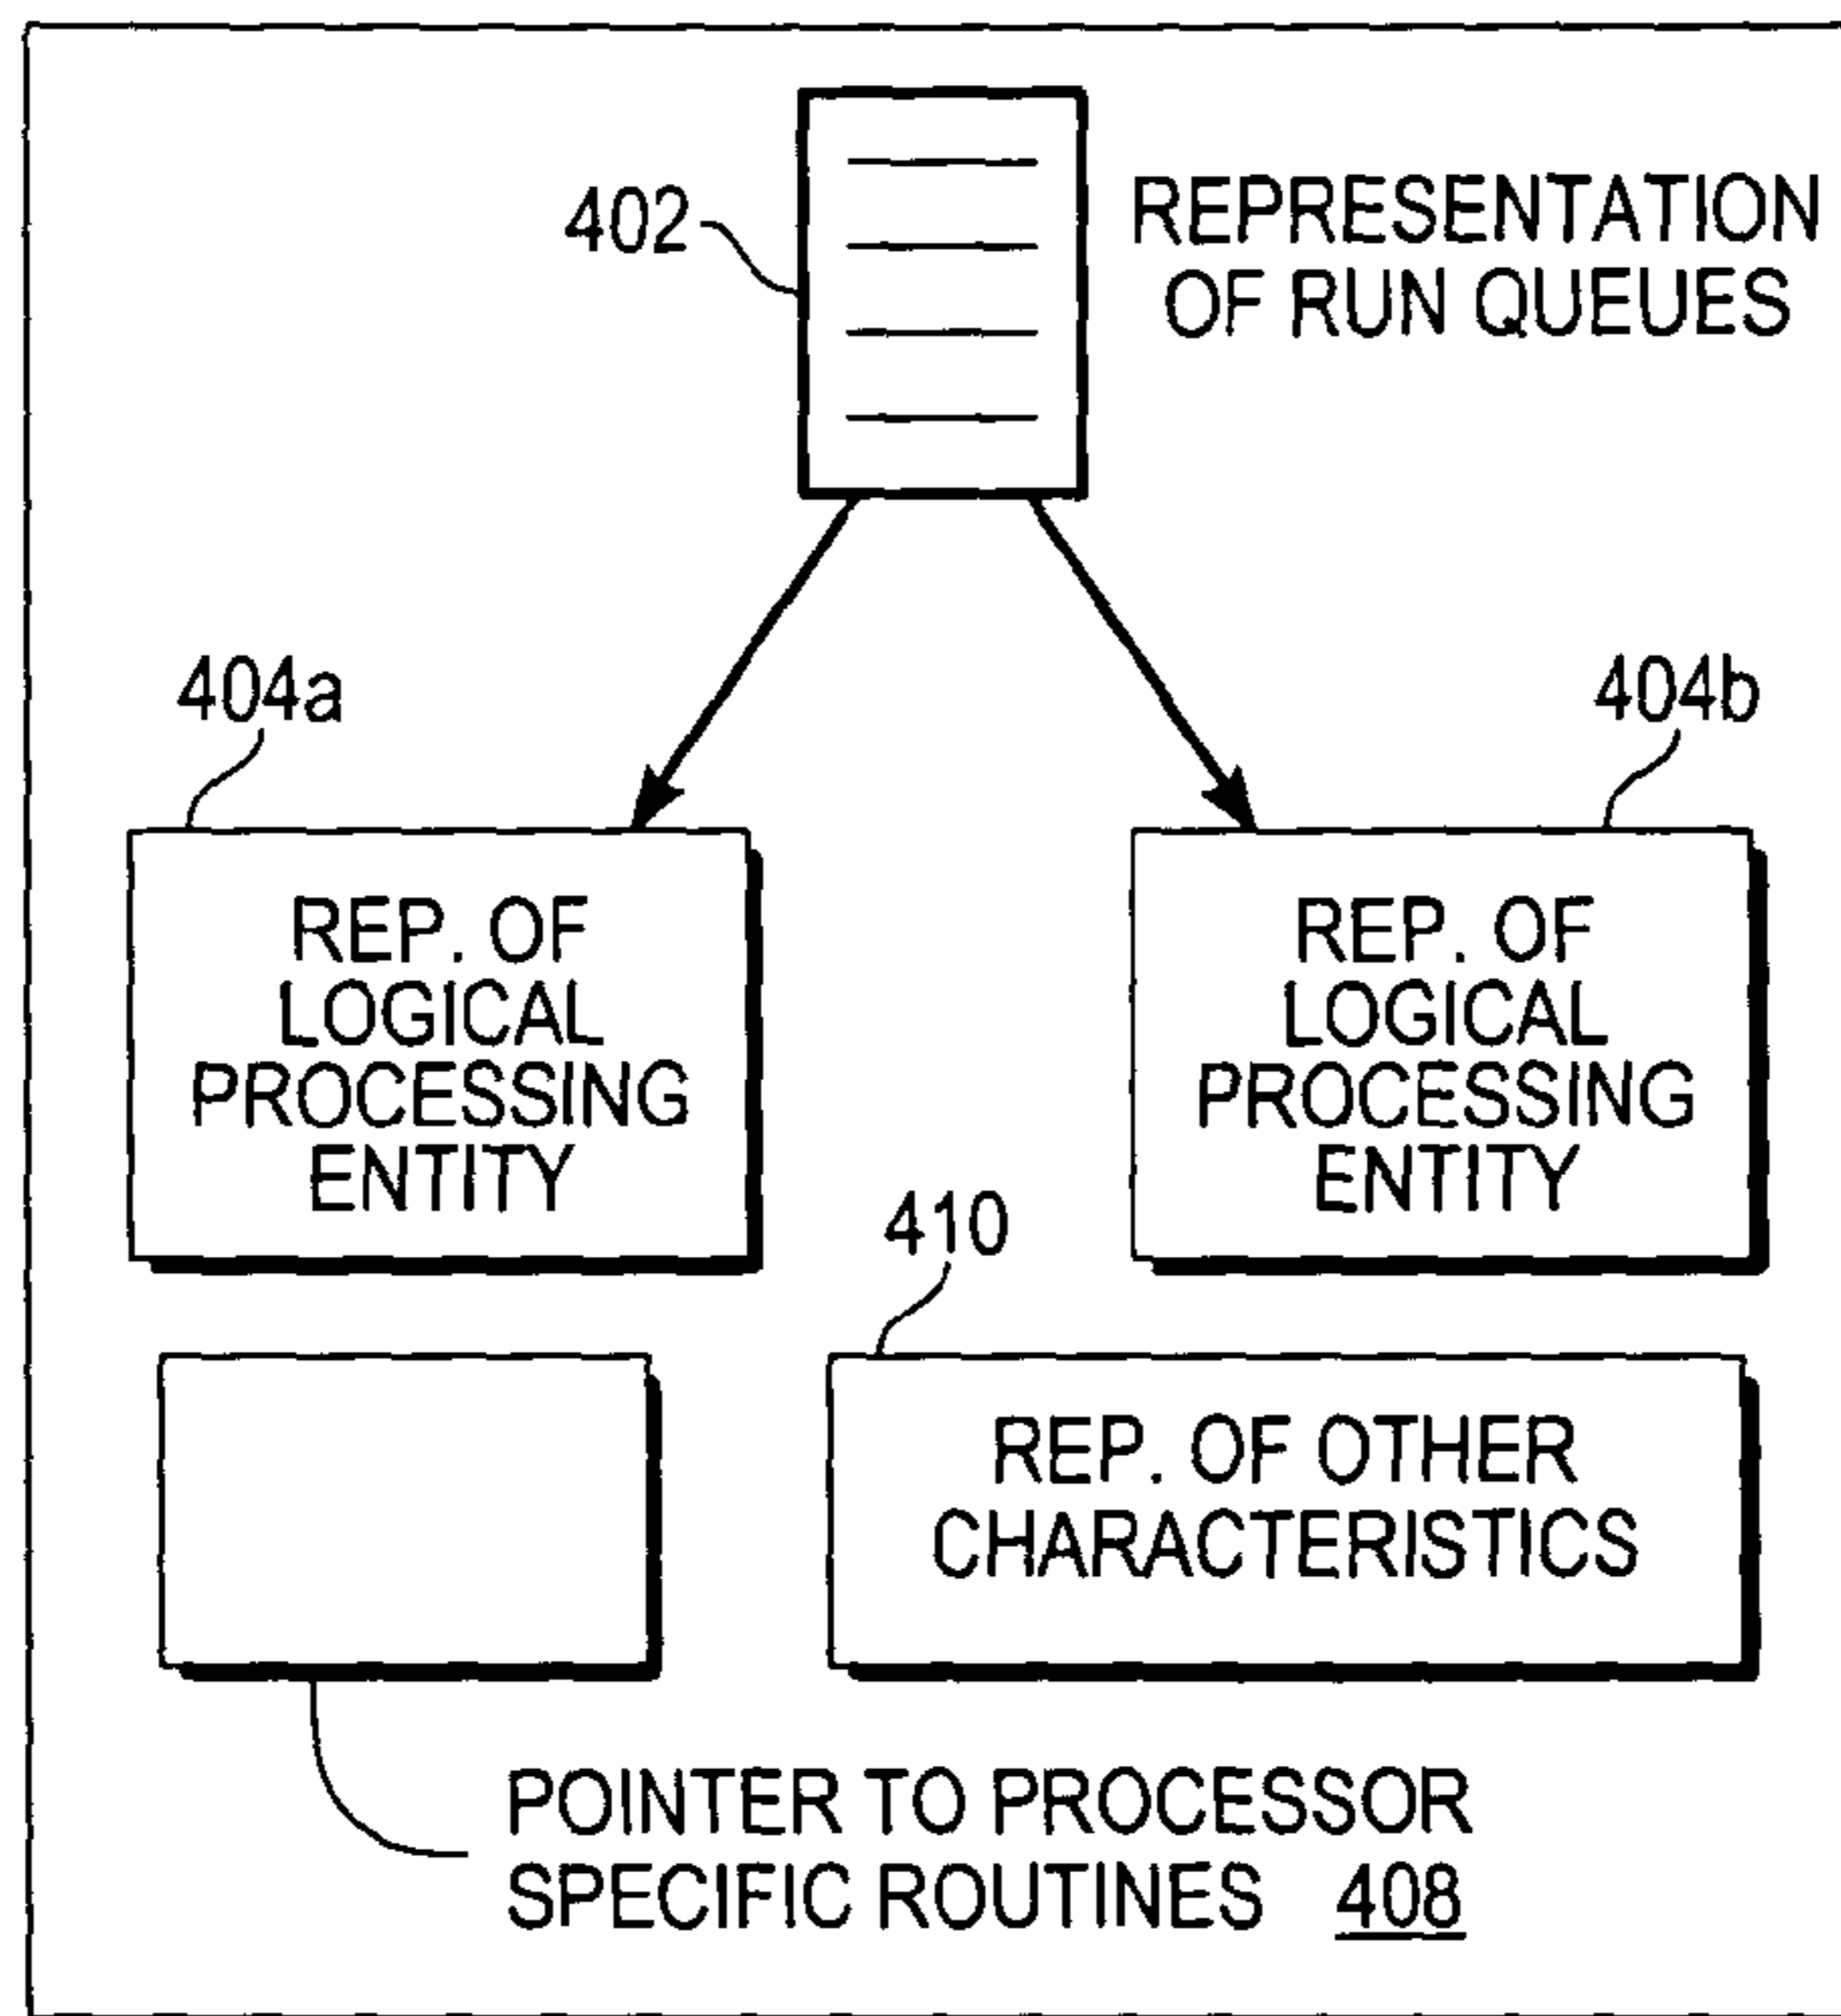 402
REPRESENTATION
OF RUN QUEUES
404a
404b
REP. OF
LOGICAL
PROCESSING
ENTITY
REP. OF
LOGICAL
PROCESSING
ENTITY
410
REP. OF OTHER
CHARACTERISTICS
POINTER TO PROCESSOR
SPECIFIC ROUTINES 408